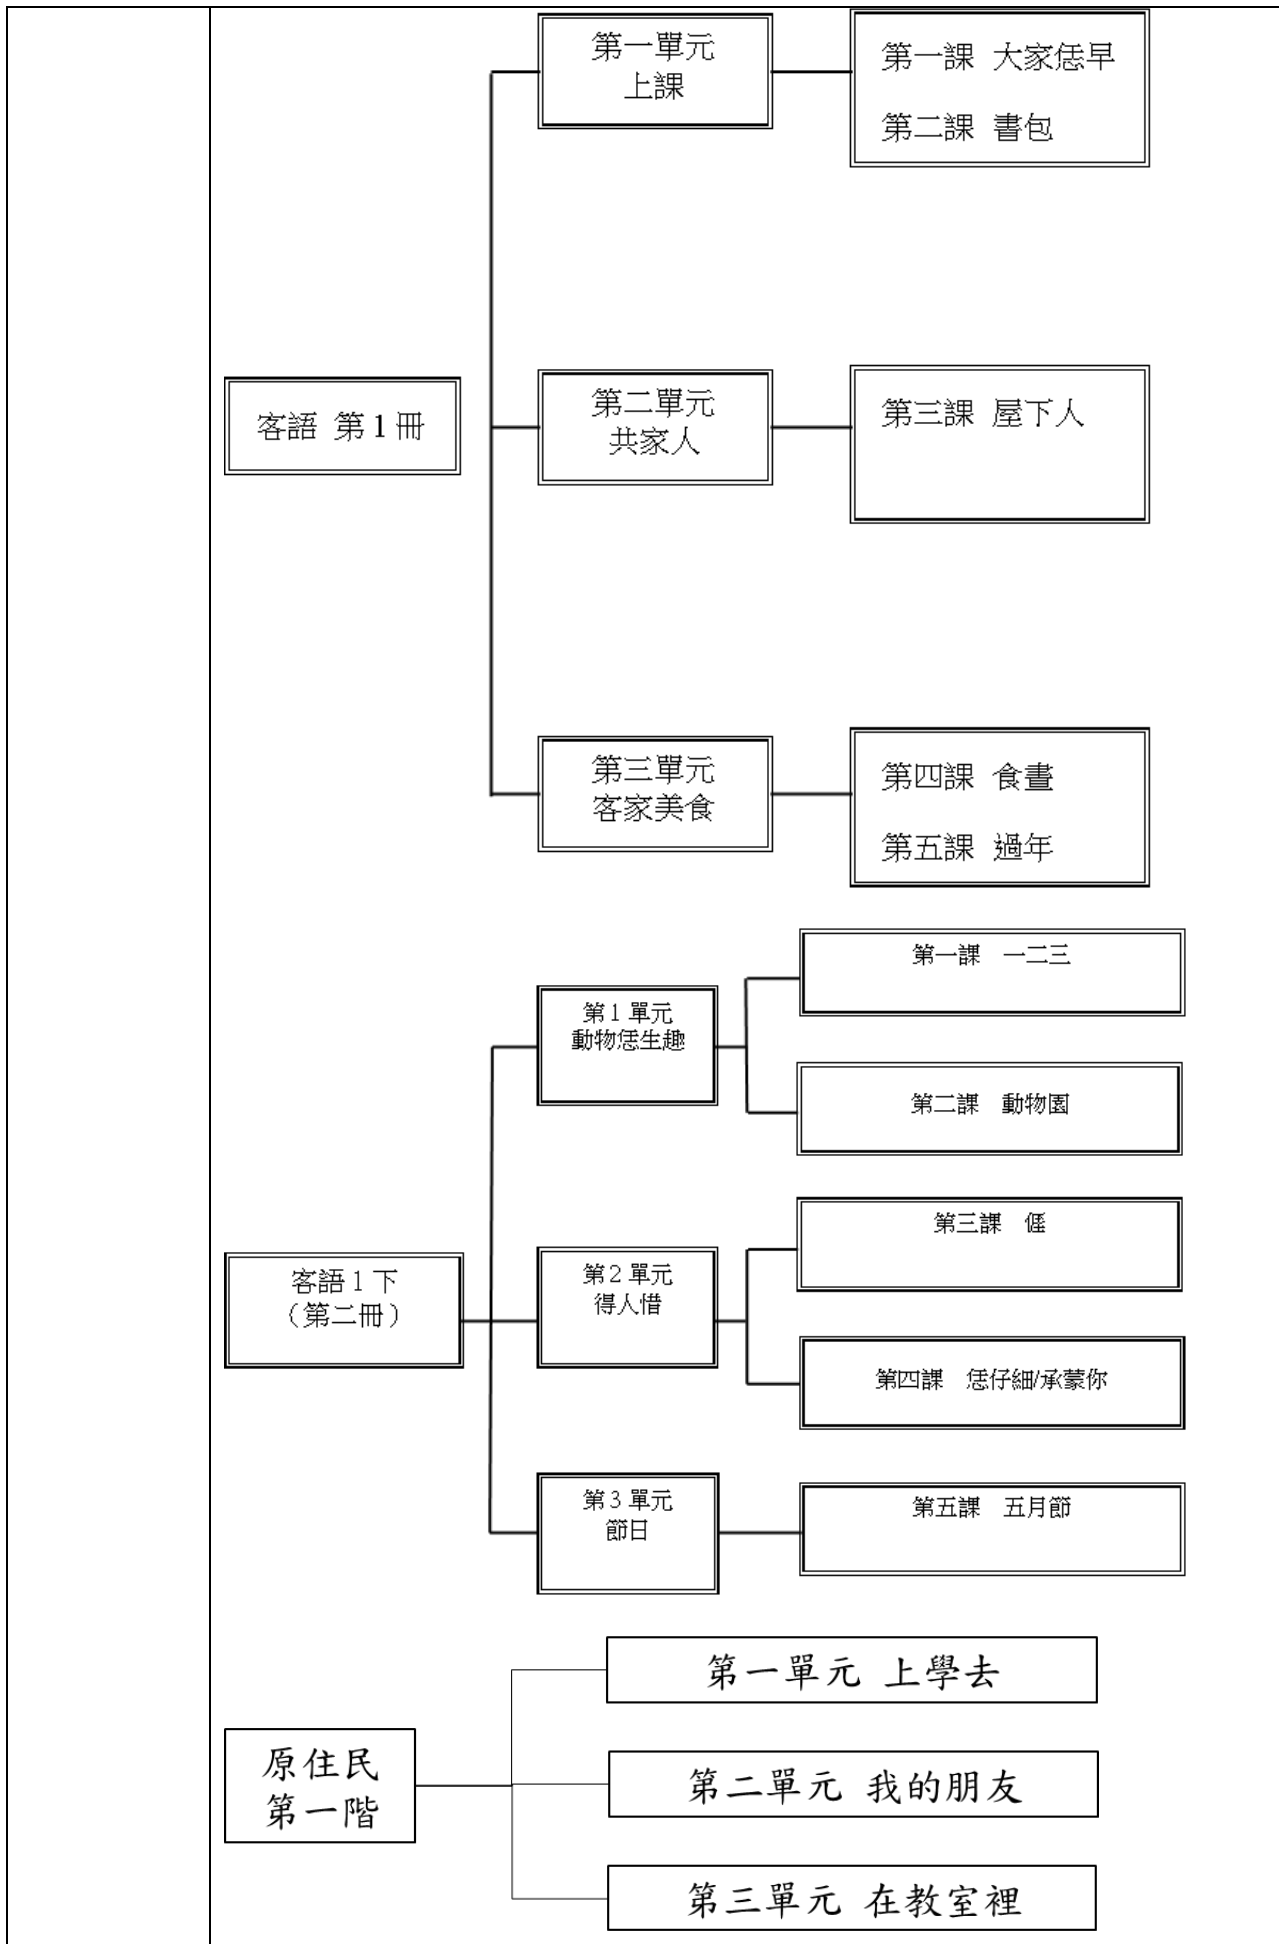 客語 第1冊
第一單元
上課
第一課 大家恁早
第二課 書包
第二單元
共家人
第三課 屋下人
第三單元
客家美食
第四課 食晝
第五課 過年
客語1下
（第二冊）
第1單元
動物恁生趣
第一課 一二三
第二課 動物園
第2單元
得人惜
第三課 𠊎
第四課 恁仔細/承蒙你
第3單元
節日
第五課 五月節
原住民
第一階
第一單元 上學去
第二單元 我的朋友
第三單元 在教室裡